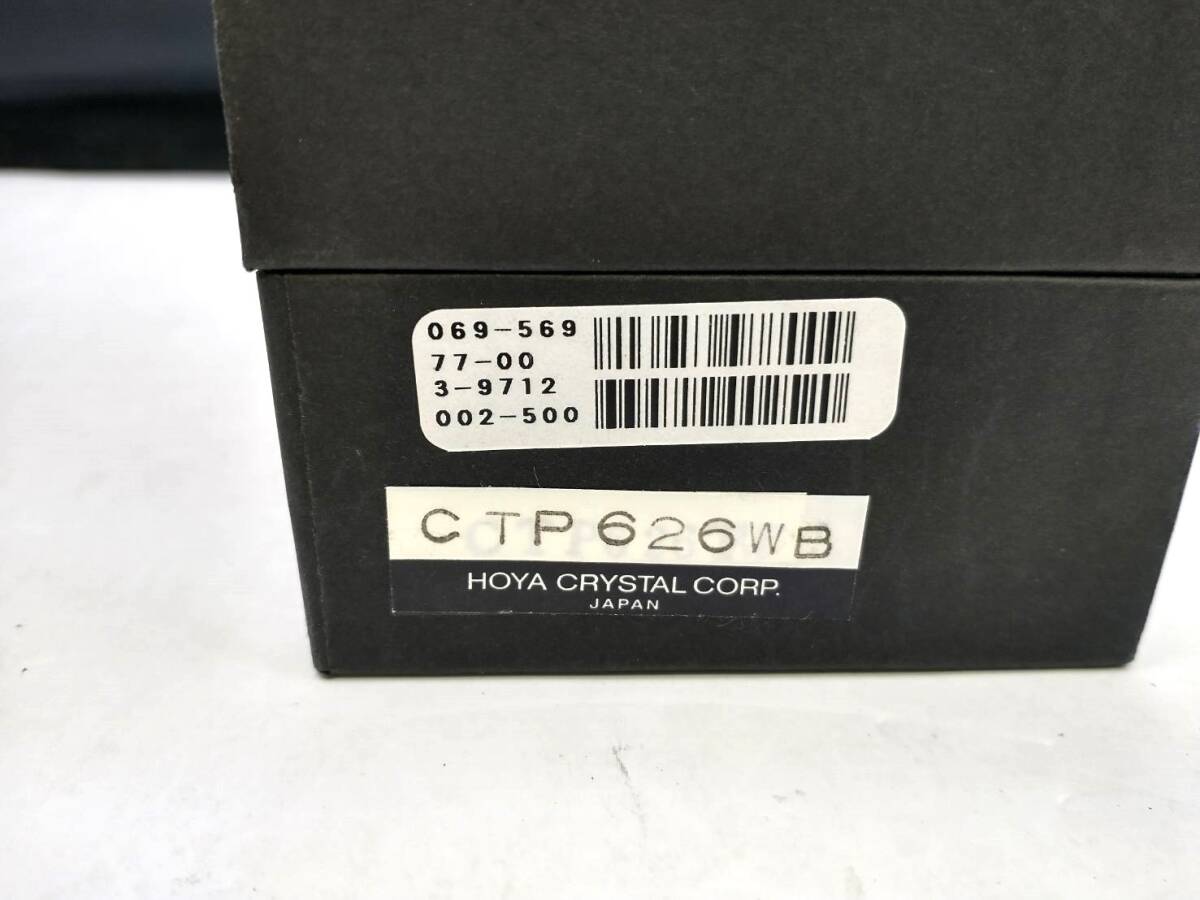 069-569
77-00
3-9712
002-500
CTP626WB
HOYA CRYSTAL CORP.
JAPAN